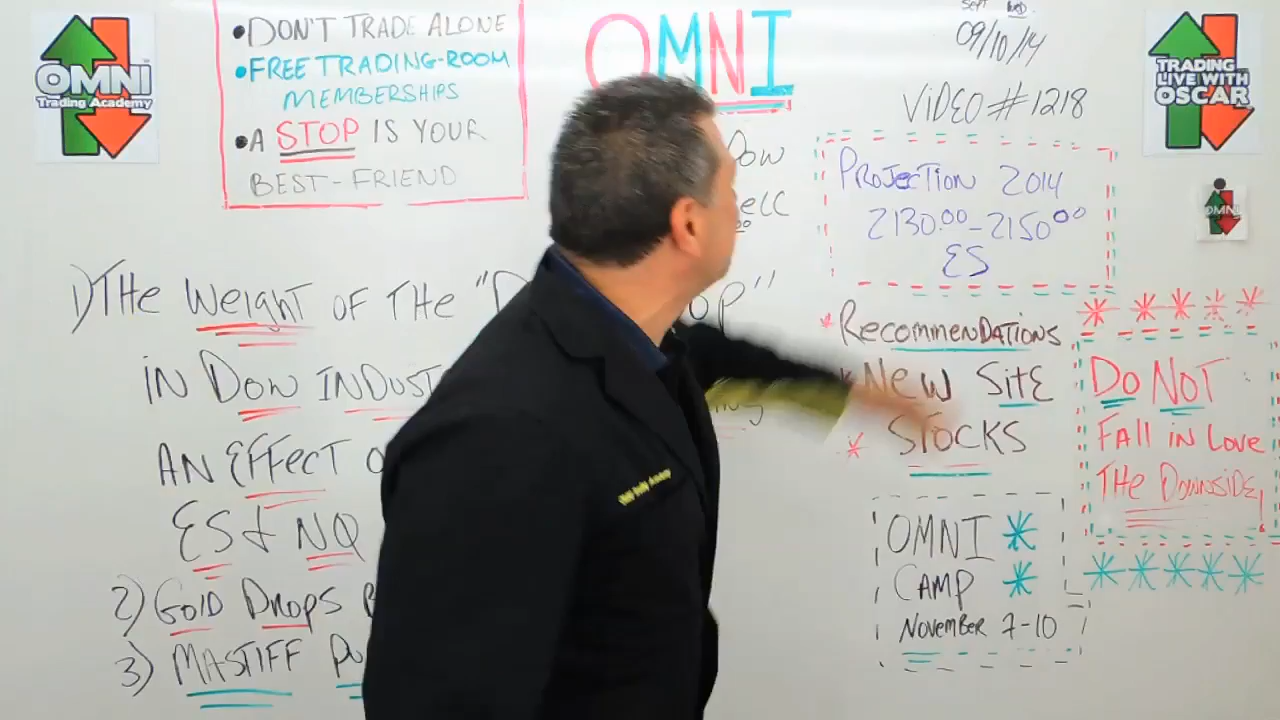 OMNI
Trading Academy
•DON'T TRADE ALONE
•FREE TRADING-ROOM
MEMBERSHIPS
•A STOP IS YOUR
BEST-FRIEND
OMNI
SEPT WED
09/10/14
VIDEO #1218
TRADING
LIVE WITH
OSCAR
OMNI
DOW
PROJECTION 2014
2130.00-2150.00
ES
1) THE WEIGHT OF THE "
IN DOW INDUST
AN EFFECT
ES & NQ
2) GOLD DROPS
3) MASTIFF
* RECOMMENDATIONS
* NEW SITE
* STOCKS
* * * * *
DO NOT
FALL IN LOVE
THE DOWNSIDE!
* * * * *
OMNI *
CAMP *
NOVEMBER 7-10